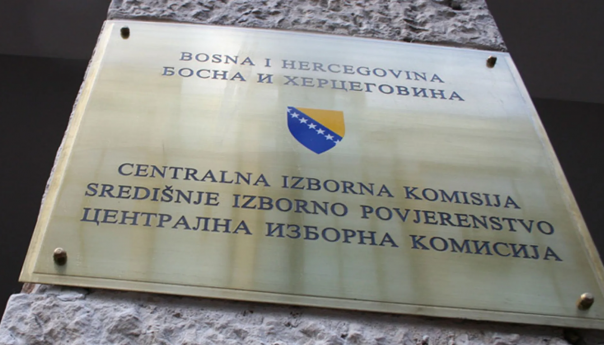 BOSNA I HERCEGOVINA
БОСНА И ХЕРЦЕГОВИНА
CENTRALNA IZBORNA KOMISIJA
SREDIŠNJE IZBORNO POVJERENSTVO
ЦЕНТРАЛНА ИЗБОРНА КОМИСИЈА